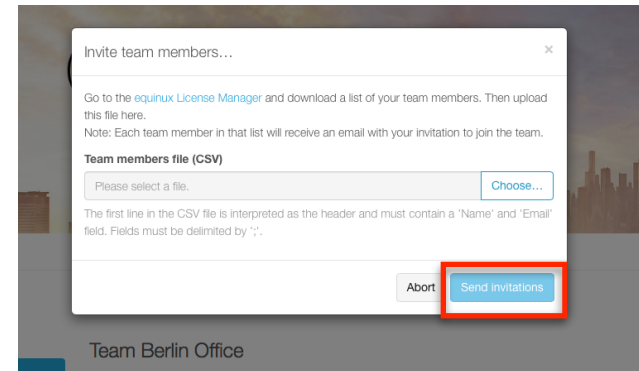 Invite team members...
×
Go to the equinux License Manager and download a list of your team members. Then upload
this file here.
Note: Each team member in that list will receive an email with your invitation to join the team.
Team members file (CSV)
Please select a file.
Choose...
The first line in the CSV file is interpreted as the header and must contain a 'Name' and 'Email'
field. Fields must be delimited by ';'.
Abort
Send invitations
Team Berlin Office